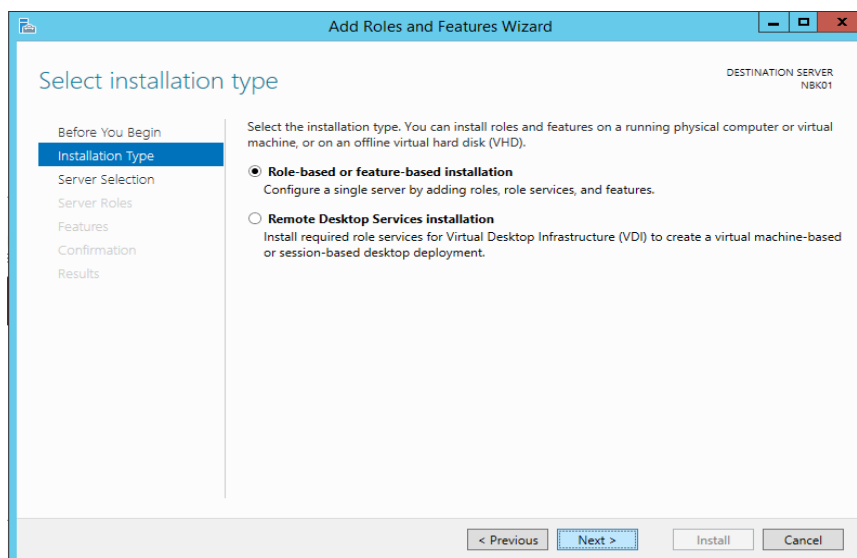 Add Roles and Features Wizard
Select installation type
DESTINATION SERVER
NBK01
Before You Begin
Installation Type
Server Selection
Server Roles
Features
Confirmation
Results
Select the installation type. You can install roles and features on a running physical computer or virtual
machine, or on an offline virtual hard disk (VHD).
Role-based or feature-based installation
Configure a single server by adding roles, role services, and features.
Remote Desktop Services installation
Install required role services for Virtual Desktop Infrastructure (VDI) to create a virtual machine-based
or session-based desktop deployment.
< Previous
Next >
Install
Cancel